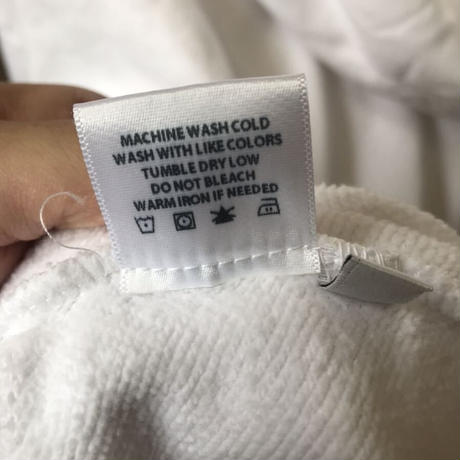 MACHINE WASH COLD
WASH WITH LIKE COLORS
TUMBLE DRY LOW
DO NOT BLEACH
WARM IRON IF NEEDED